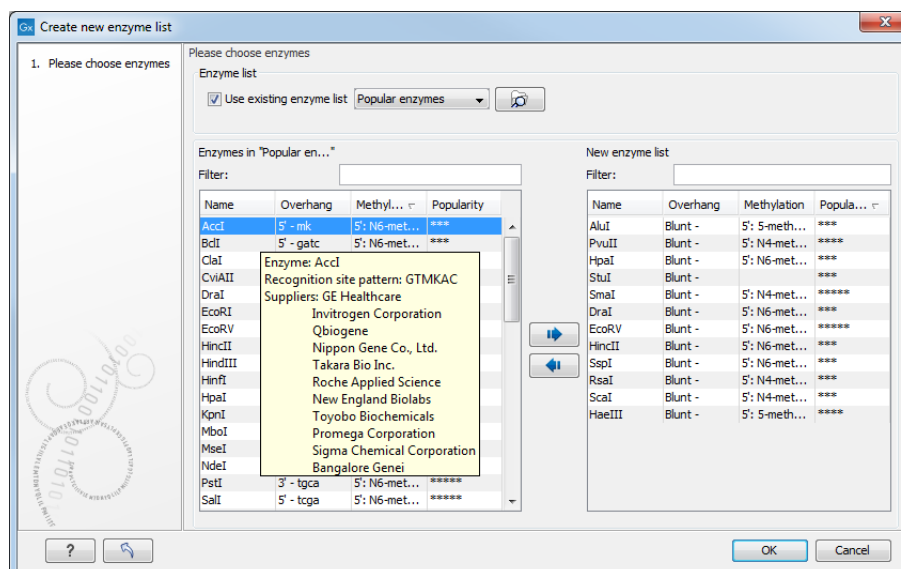 Gx Create new enzyme list
1. Please choose enzymes
Please choose enzymes
Enzyme list
Use existing enzyme list Popular enzymes
Enzymes in "Popular en..."
Filter:
Name Overhang Methyl... Popularity
AccI 5' - mk 5': N6-met... ***
BclI 5' - gatc 5': N6-met... ***
ClaI
CviAII
DraI
EcoRI
EcoRV
HincII
HindIII
HinfI
HpaI
KpnI
MboI
MseI
NdeI
PstI 3' - tgca 5': N6-met... *****
SalI 5' - tcga 5': N6-met... *****
Enzyme: AccI
Recognition site pattern: GTMKAC
Suppliers: GE Healthcare
Invitrogen Corporation
Qbiogene
Nippon Gene Co., Ltd.
Takara Bio Inc.
Roche Applied Science
New England Biolabs
Toyobo Biochemicals
Promega Corporation
Sigma Chemical Corporation
Bangalore Genei
New enzyme list
Filter:
Name Overhang Methylation Popula...
AluI Blunt - 5': 5-meth... ***
PvuII Blunt - 5': N4-met... ****
HpaI Blunt - 5': N6-met... ***
StuI Blunt - ***
SmaI Blunt - 5': N4-met... *****
DraI Blunt - 5': N6-met... ***
EcoRV Blunt - 5': N6-met... *****
HincII Blunt - 5': N6-met... ***
SspI Blunt - 5': N6-met... ***
RsaI Blunt - 5': N4-met... ***
ScaI Blunt - 5': N4-met... ***
HaeIII Blunt - 5': 5-meth... ****
? OK Cancel